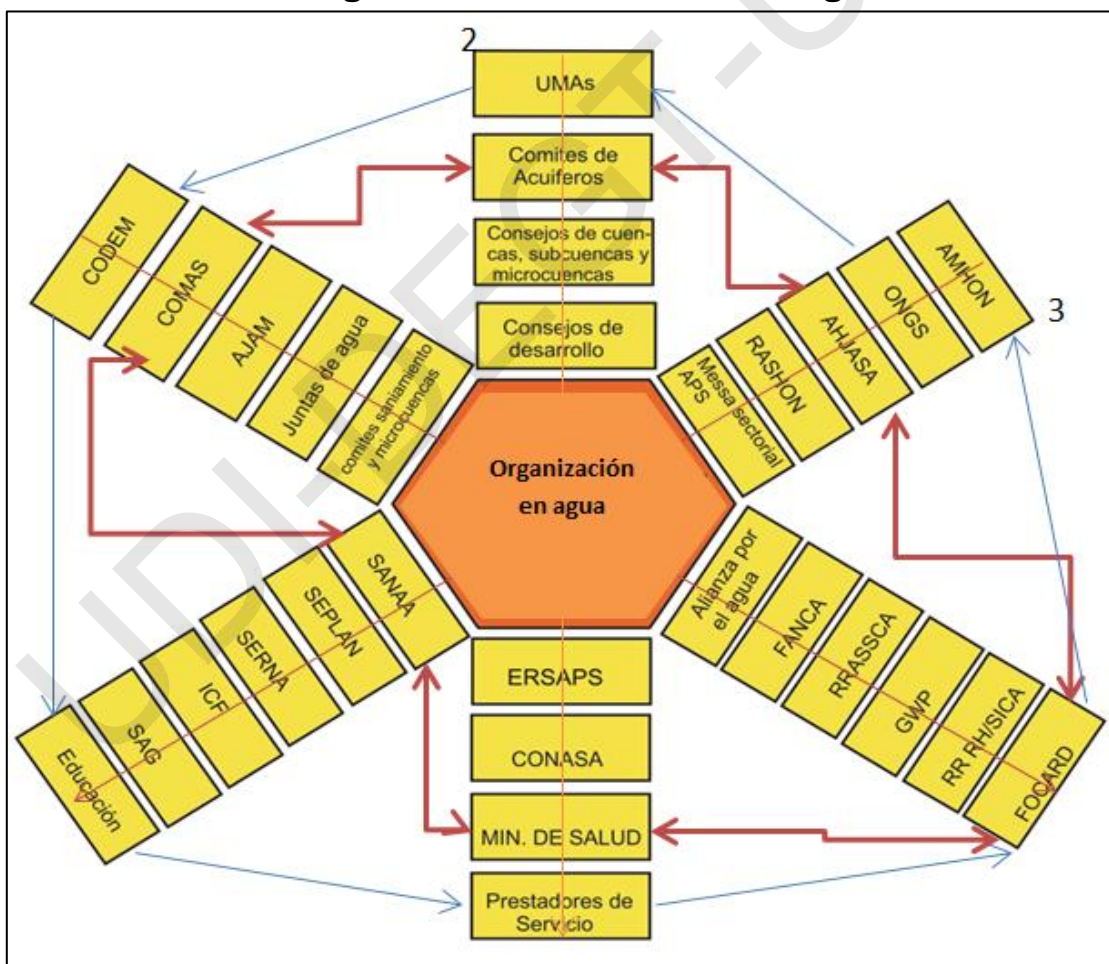 2
UMAs
Comites de
Acuiferos
Consejos de cuen-
cas, subcuencas y
microcuencas
Consejos de
desarrollo
CODEM
COMAS
AJAM
Juntas de agua
comites saniamiento
y microcuencas
AMHON
3
ONGS
AHJASA
RASHON
Messa sectorial
APS
Organización
en agua
SANAA
SEPLAN
SERNA
ICF
SAG
Educación
Alianza por
el agua
FANCA
RRASSCA
GWP
RR RH/SICA
FOCARD
ERSAPS
CONASA
MIN. DE SALUD
Prestadores de
Servicio
UDI-DEGT-U